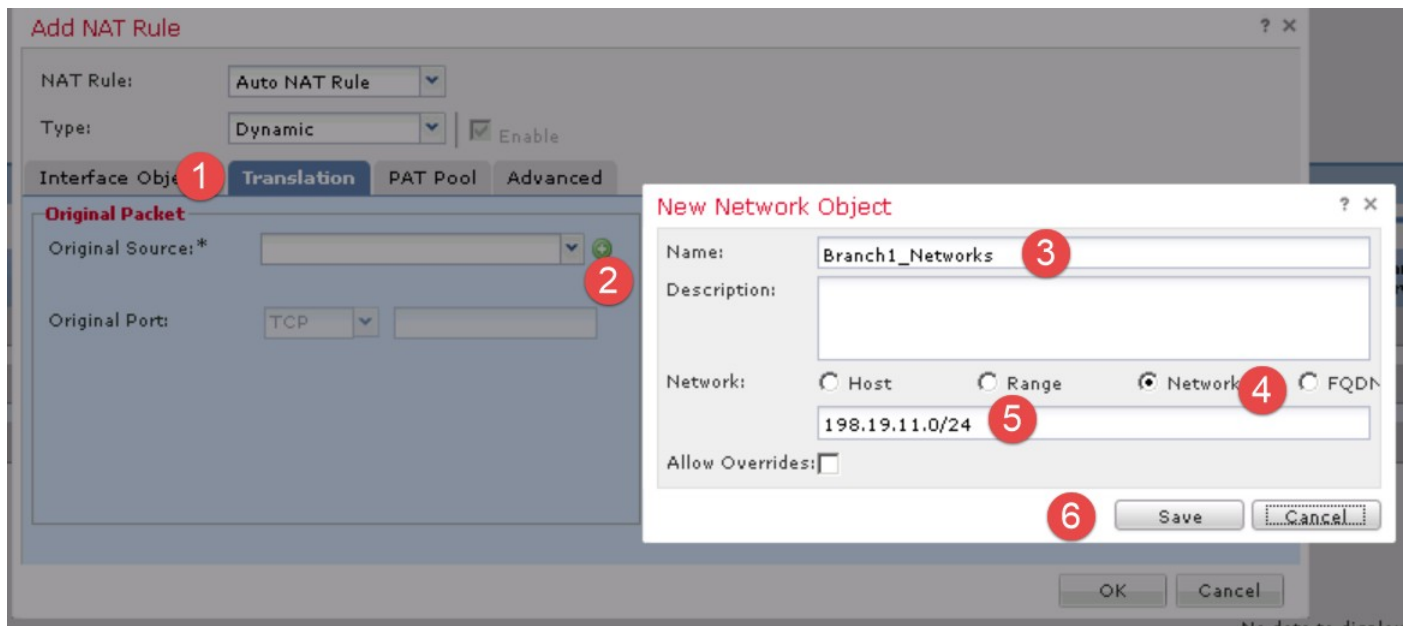 Add NAT Rule
? ×
NAT Rule:
Auto NAT Rule
Type:
Dynamic
Enable
Interface Obje
1
Translation
PAT Pool
Advanced
Original Packet
Original Source:*
2
Original Port:
TCP
New Network Object
? ×
Name:
Branch1_Networks
3
Description:
Network:
Host
Range
Network
4
FQDN
198.19.11.0/24
5
Allow Overrides:
6
Save
Cancel
OK
Cancel